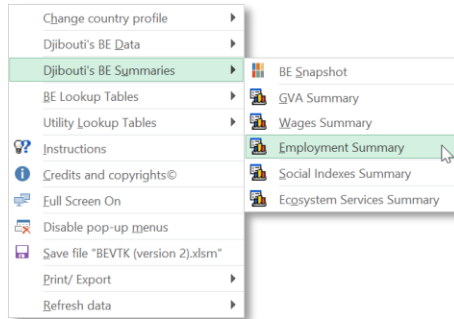 Change country profile
Djibouti's BE Data
Djibouti's BE Summaries
BE Lookup Tables
Utility Lookup Tables
Instructions
Credits and copyrights©
Full Screen On
Disable pop-up menus
Save file "BEVTK (version 2).xlsm"
Print/ Export
Refresh data
BE Snapshot
GVA Summary
Wages Summary
Employment Summary
Social Indexes Summary
Ecosystem Services Summary